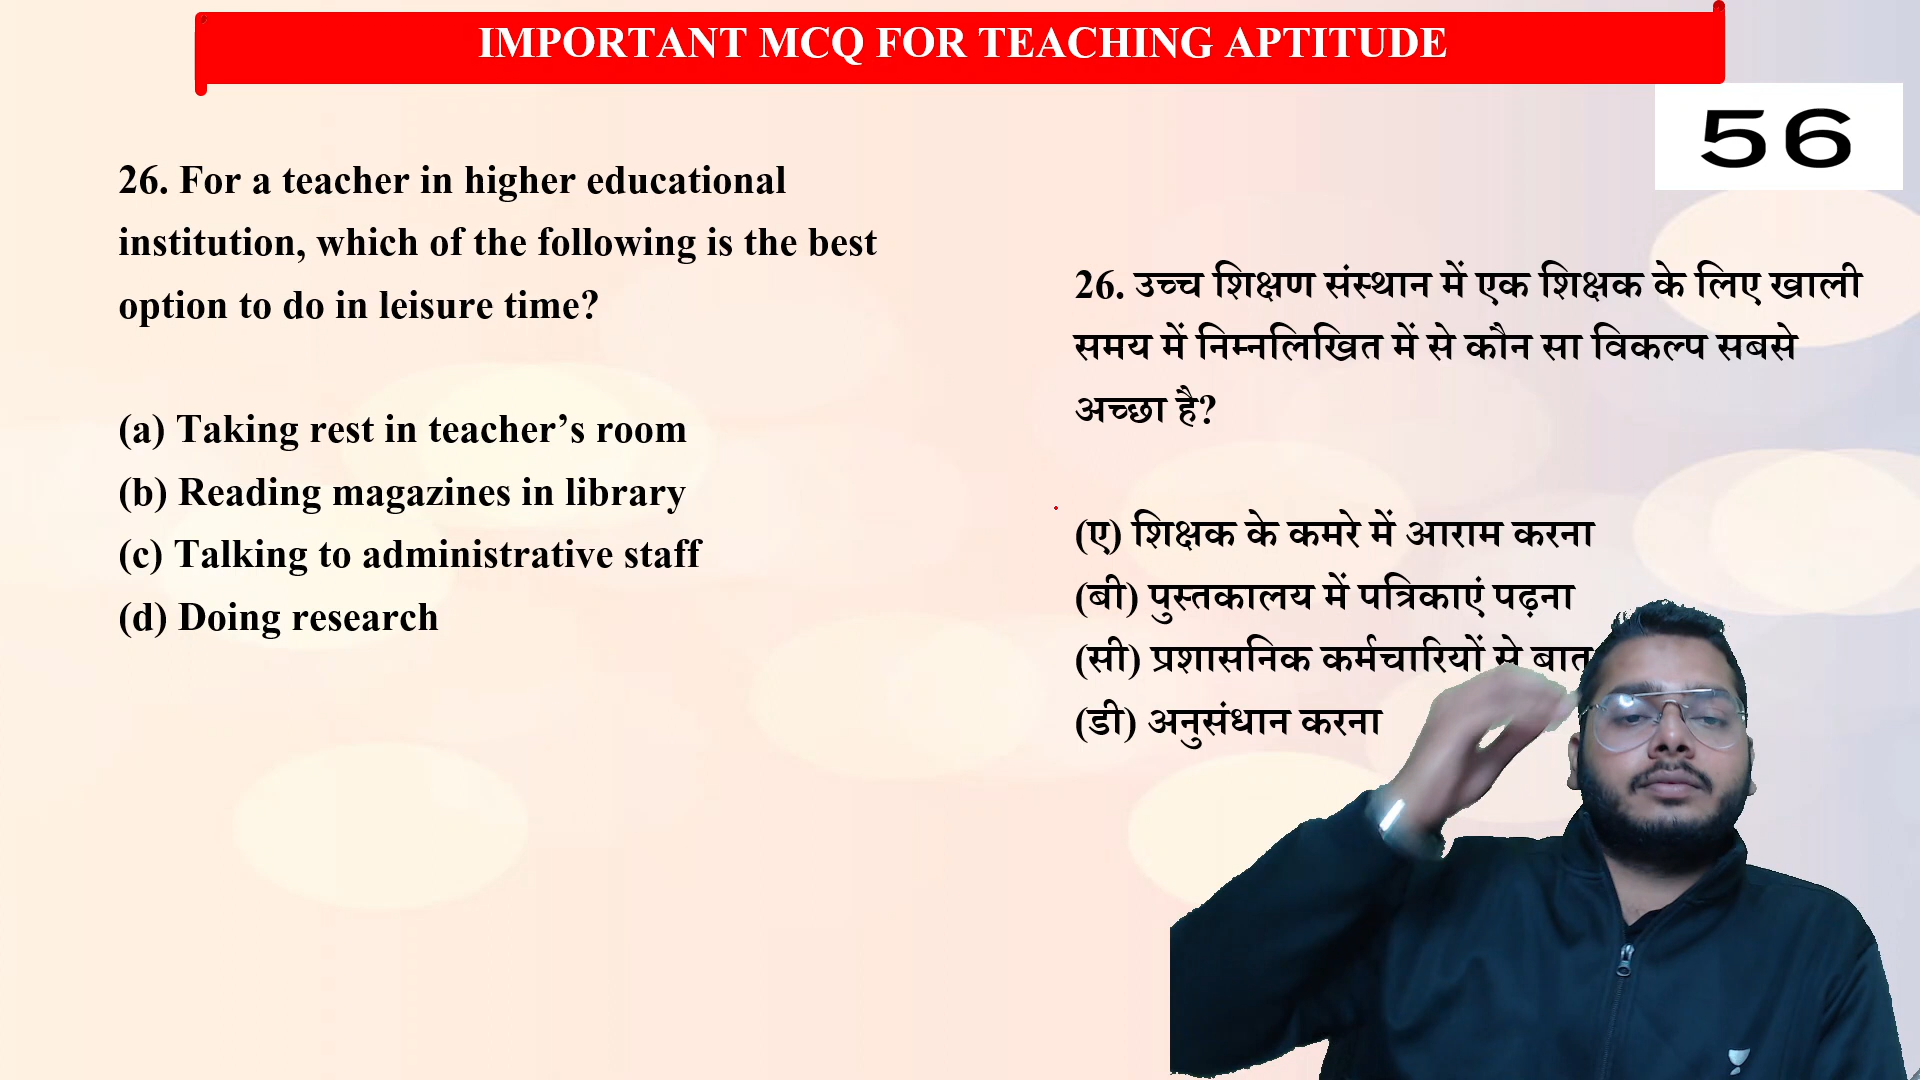 IMPORTANT MCQ FOR TEACHING APTITUDE
56
26. For a teacher in higher educational
institution, which of the following is the best
option to do in leisure time?
(a) Taking rest in teacher’s room
(b) Reading magazines in library
(c) Talking to administrative staff
(d) Doing research
26. उच्च शिक्षण संस्थान में एक शिक्षक के लिए खाली
समय में निम्नलिखित में से कौन सा विकल्प सबसे
अच्छा है?
(ए) शिक्षक के कमरे में आराम करना
(बी) पुस्तकालय में पत्रिकाएं पढ़ना
(सी) प्रशासनिक कर्मचारियों से बात
(डी) अनुसंधान करना